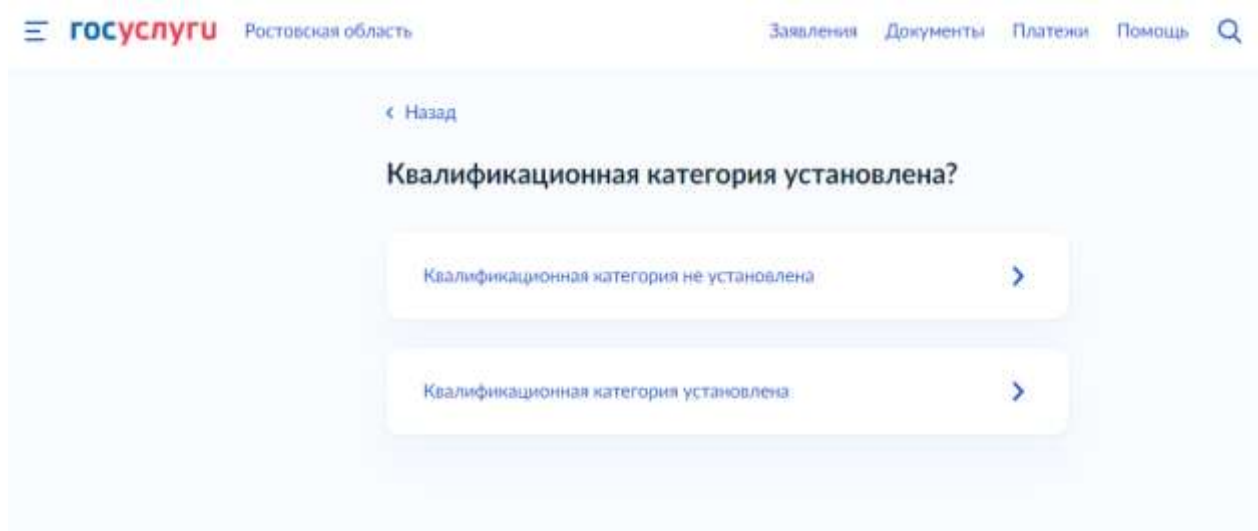 госуслуги Ростовская область Заявления Документы Платежи Помощь
Назад
Квалификационная категория установлена?
Квалификационная категория не установлена
Квалификационная категория установлена